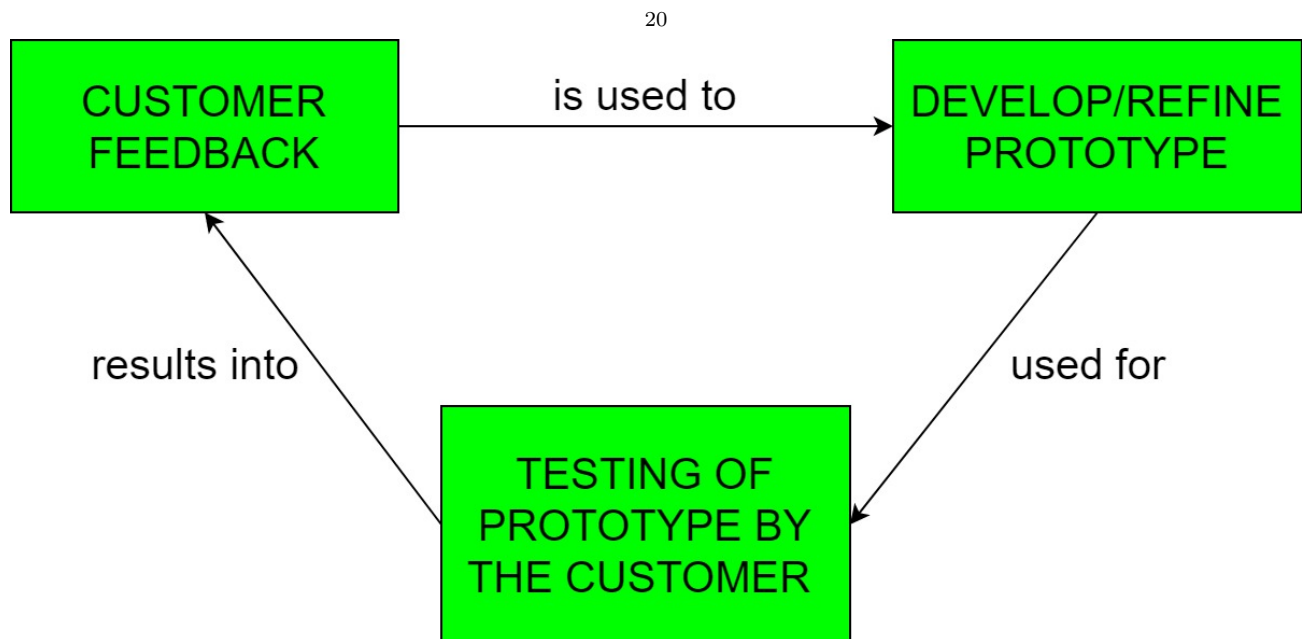 20
CUSTOMER
FEEDBACK
is used to
DEVELOP/REFINE
PROTOTYPE
results into
used for
TESTING OF
PROTOTYPE BY
THE CUSTOMER